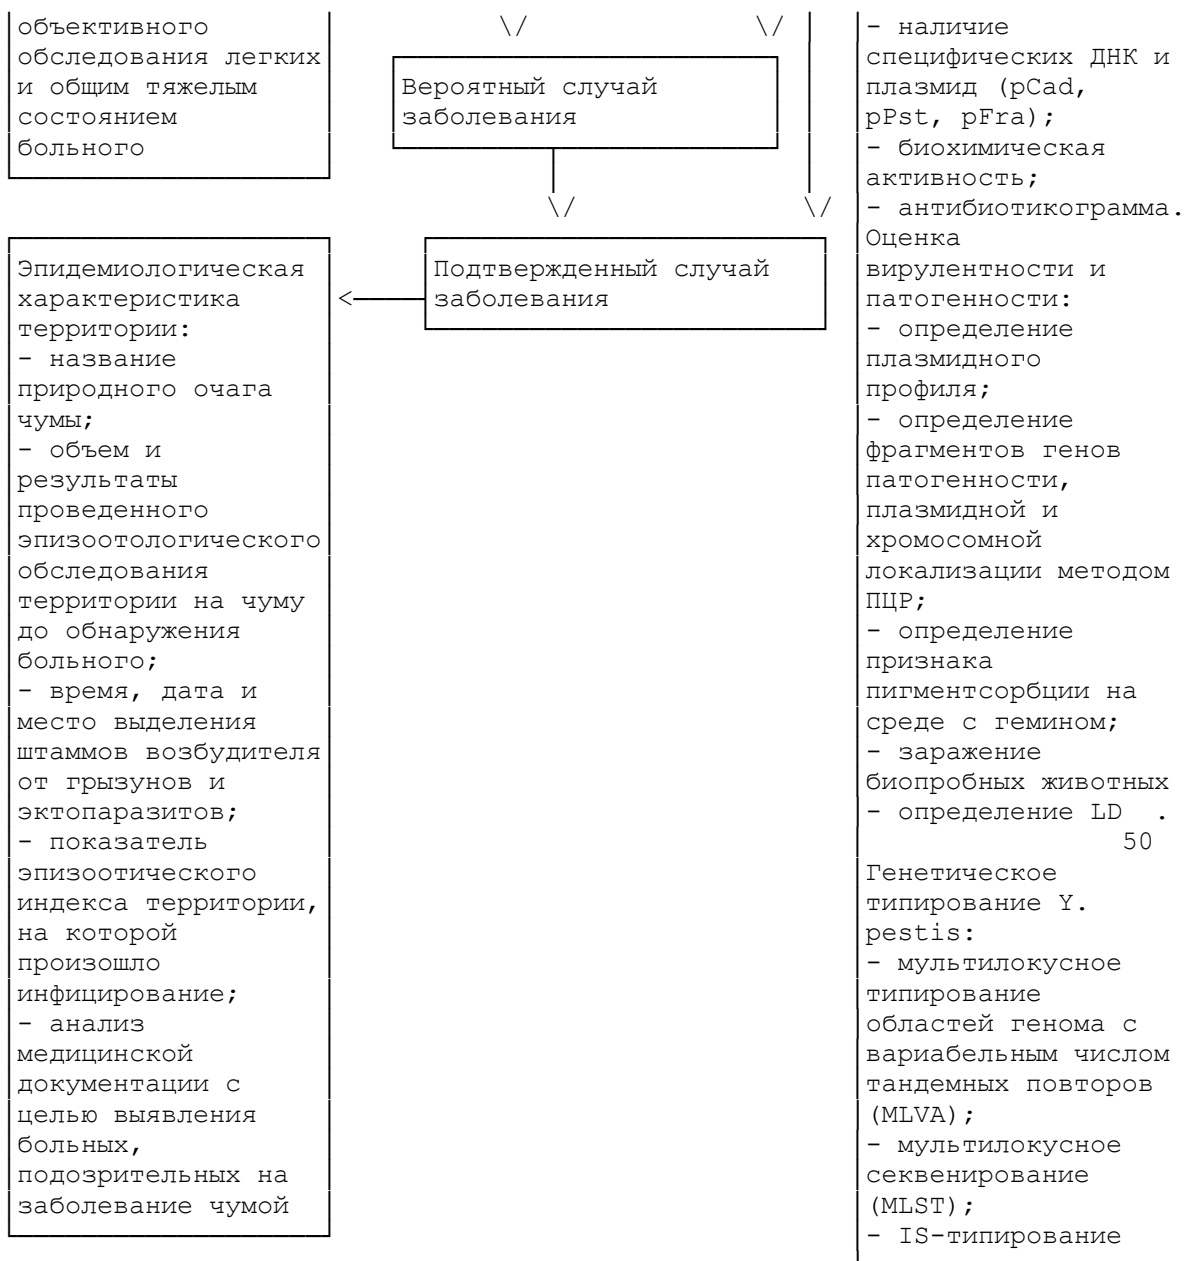 объективного
обследования легких
и общим тяжелым
состоянием
больного
Вероятный случай
заболевания
Эпидемиологическая
характеристика
территории:
- название
природного очага
чумы;
- объем и
результаты
проведенного
эпизоотологического
обследования
территории на чуму
до обнаружения
больного;
- время, дата и
место выделения
штаммов возбудителя
от грызунов и
эктопаразитов;
- показатель
эпизоотического
индекса территории,
на которой
произошло
инфицирование;
- анализ
медицинской
документации с
целью выявления
больных,
подозрительных на
заболевание чумой
Подтвержденный случай
заболевания
- наличие
специфических ДНК и
плазмид (pCad,
pPst, pFra);
- биохимическая
активность;
- антибиотикограмма.
Оценка
вирулентности и
патогенности:
- определение
плазмидного
профиля;
- определение
фрагментов генов
патогенности,
плазмидной и
хромосомной
локализации методом
ПЦР;
- определение
признака
пигментсорбции на
среде с гемином;
- заражение
биопробных животных
- определение LD .
50
Генетическое
типирование Y.
pestis:
- мультилокусное
типирование
областей генома с
вариабельным числом
тандемных повторов
(MLVA);
- мультилокусное
секвенирование
(MLST);
- IS-типирование